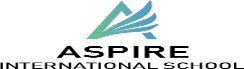 ASPIRE
INTERNATIONAL SCHOOL